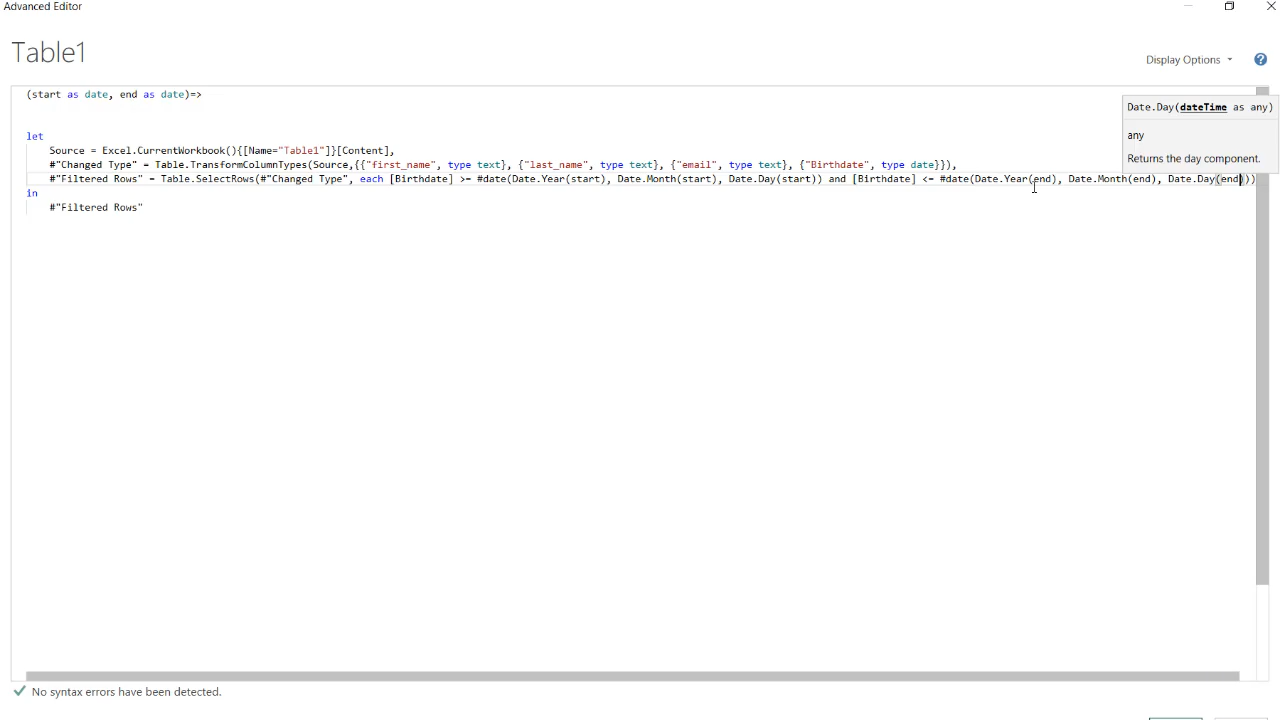 Advanced Editor
Table1
Display Options
?
(start as date, end as date)=>
Date.Day(dateTime as any)
any
Returns the day component.
let
Source = Excel.CurrentWorkbook(){[Name="Table1"]}[Content],
#"Changed Type" = Table.TransformColumnTypes(Source,{{"first_name", type text}, {"last_name", type text}, {"email", type text}, {"Birthdate", type date}}),
#"Filtered Rows" = Table.SelectRows(#"Changed Type", each [Birthdate] >= #date(Date.Year(start), Date.Month(start), Date.Day(start)) and [Birthdate] <= #date(Date.Year(end), Date.Month(end), Date.Day(end)))
in
#"Filtered Rows"
No syntax errors have been detected.